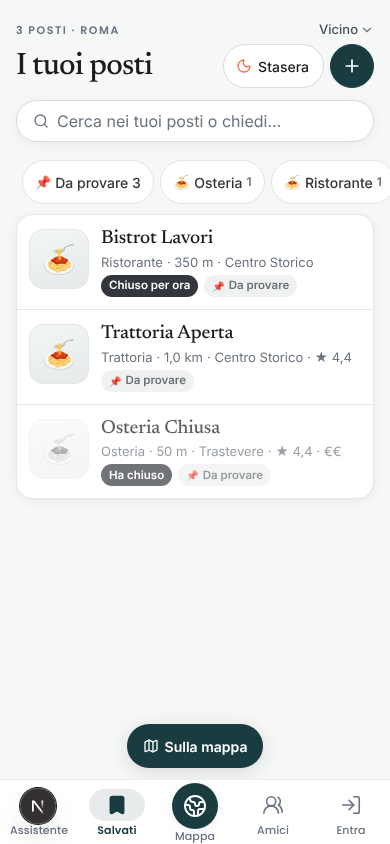 3 POSTI · ROMA
Vicino
I tuoi posti
Stasera
Cerca nei tuoi posti o chiedi…
Da provare 3
Osteria 1
Ristorante 1
Bistrot Lavori
Ristorante · 350 m · Centro Storico
Chiuso per ora
Da provare
Trattoria Aperta
Trattoria · 1,0 km · Centro Storico · ★ 4,4
Da provare
Osteria Chiusa
Osteria · 50 m · Trastevere · ★ 4,4 · €€
Ha chiuso
Da provare
Sulla mappa
N
Assistente
Salvati
Mappa
Amici
Entra